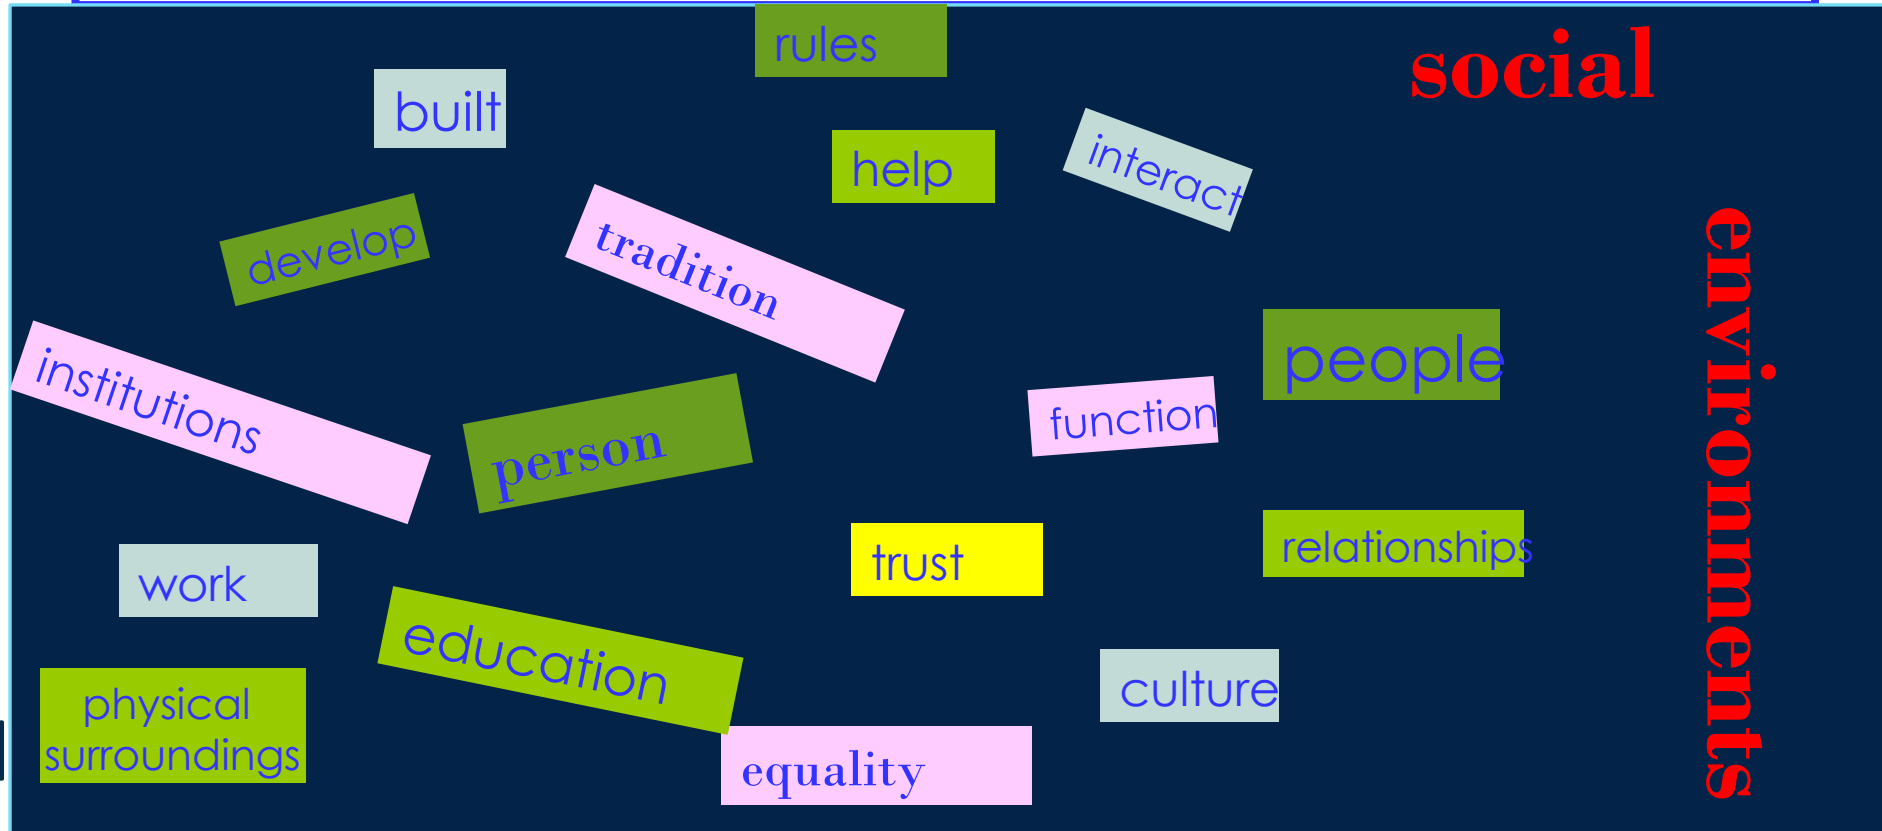 rules
social
built
help
interact
develop
tradition
environments
people
institutions
function
person
trust
relationships
work
education
culture
physical
surroundings
equality